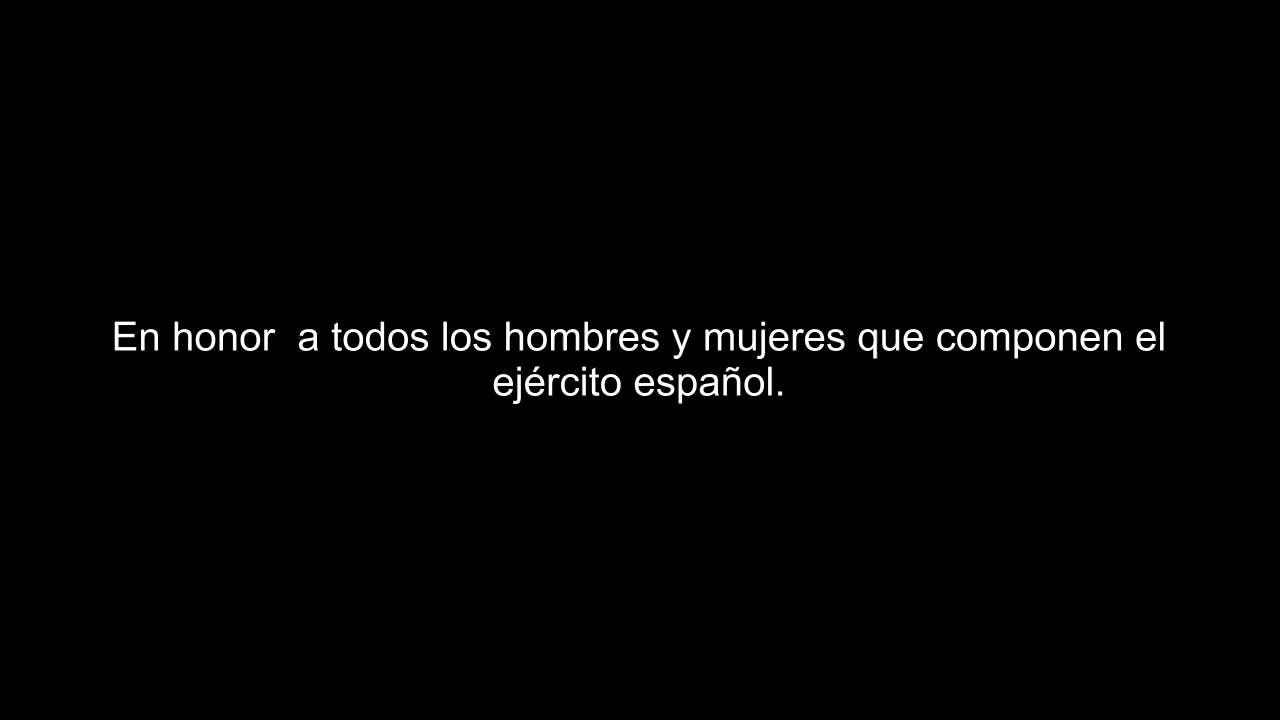 En honor  a todos los hombres y mujeres que componen el
ejército español.